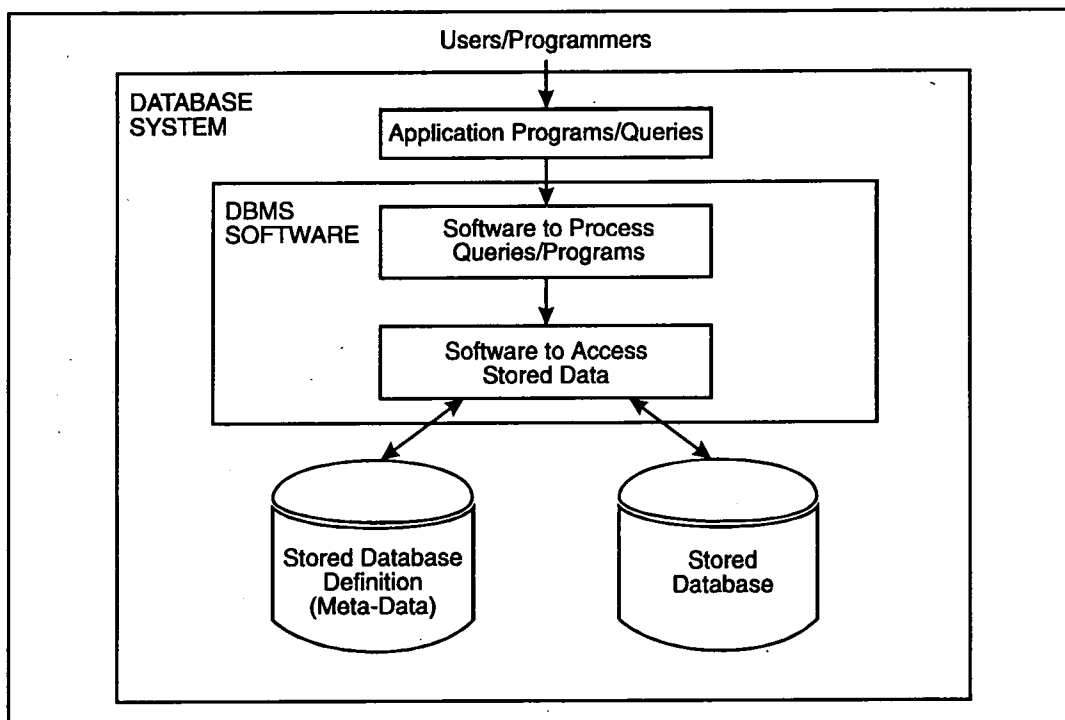 Users/Programmers
DATABASE
SYSTEM
Application Programs/Queries
DBMS
SOFTWARE
Software to Process
Queries/Programs
Software to Access
Stored Data
Stored Database
Definition
(Meta-Data)
Stored
Database